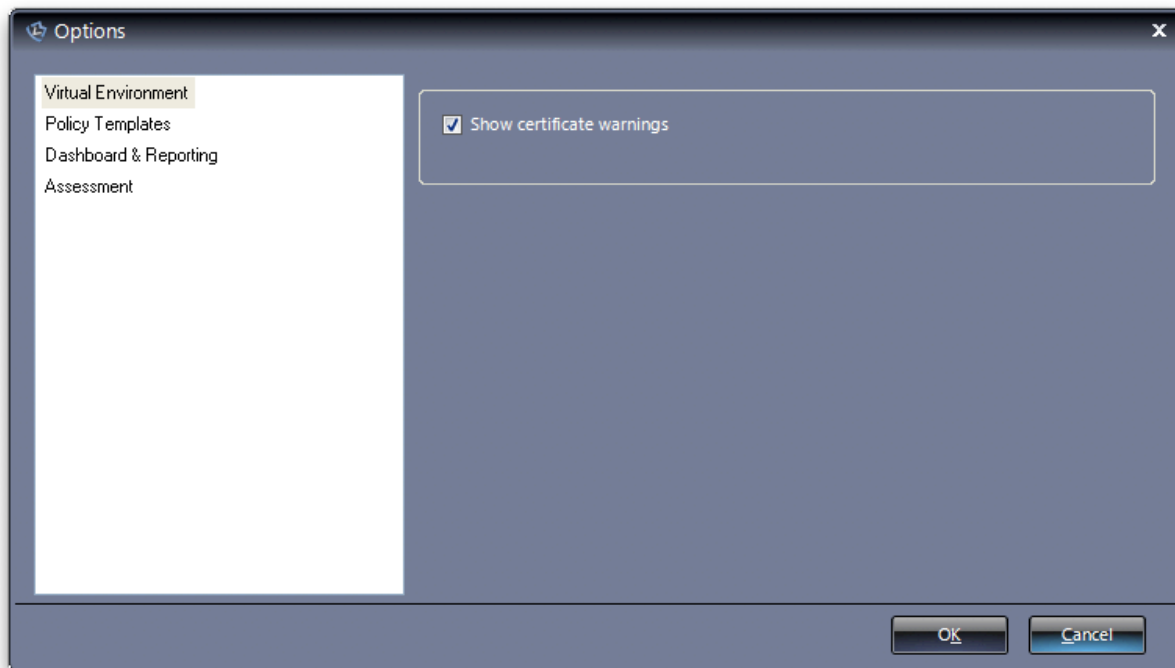 Options
Virtual Environment
Policy Templates
Dashboard & Reporting
Assessment
Show certificate warnings
OK
Cancel